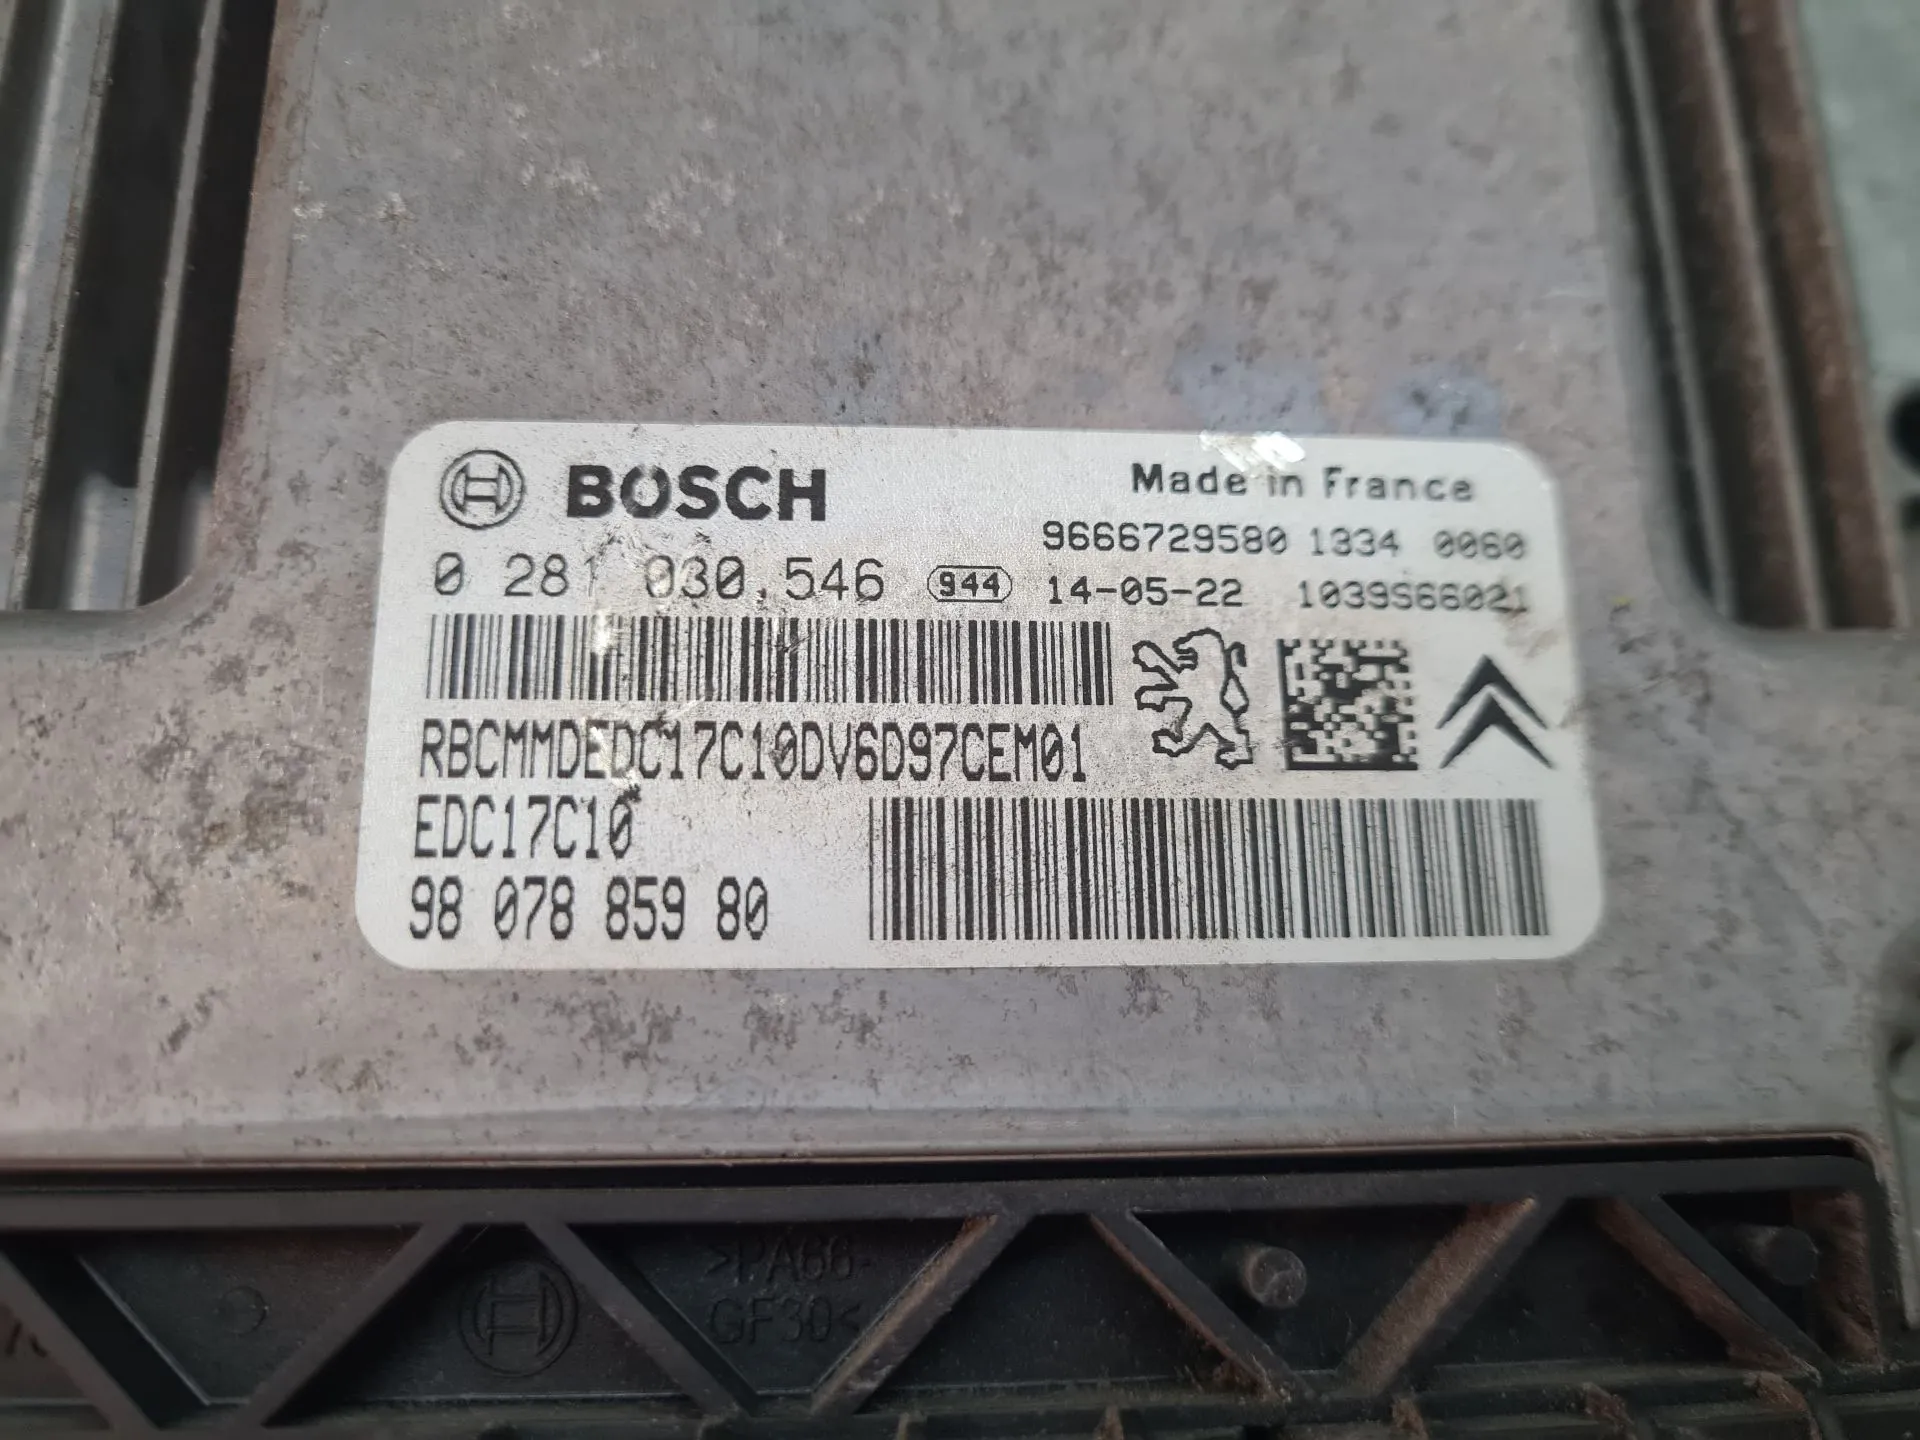 BOSCH
Made in France
9666729580 1334 0060
0 281 030.546 944 14-05-22 1039S66021
RBCMMDEDC17C10DV6D97CEM01
EDC17C10
98 078 859 80
>PA66-
GF30<